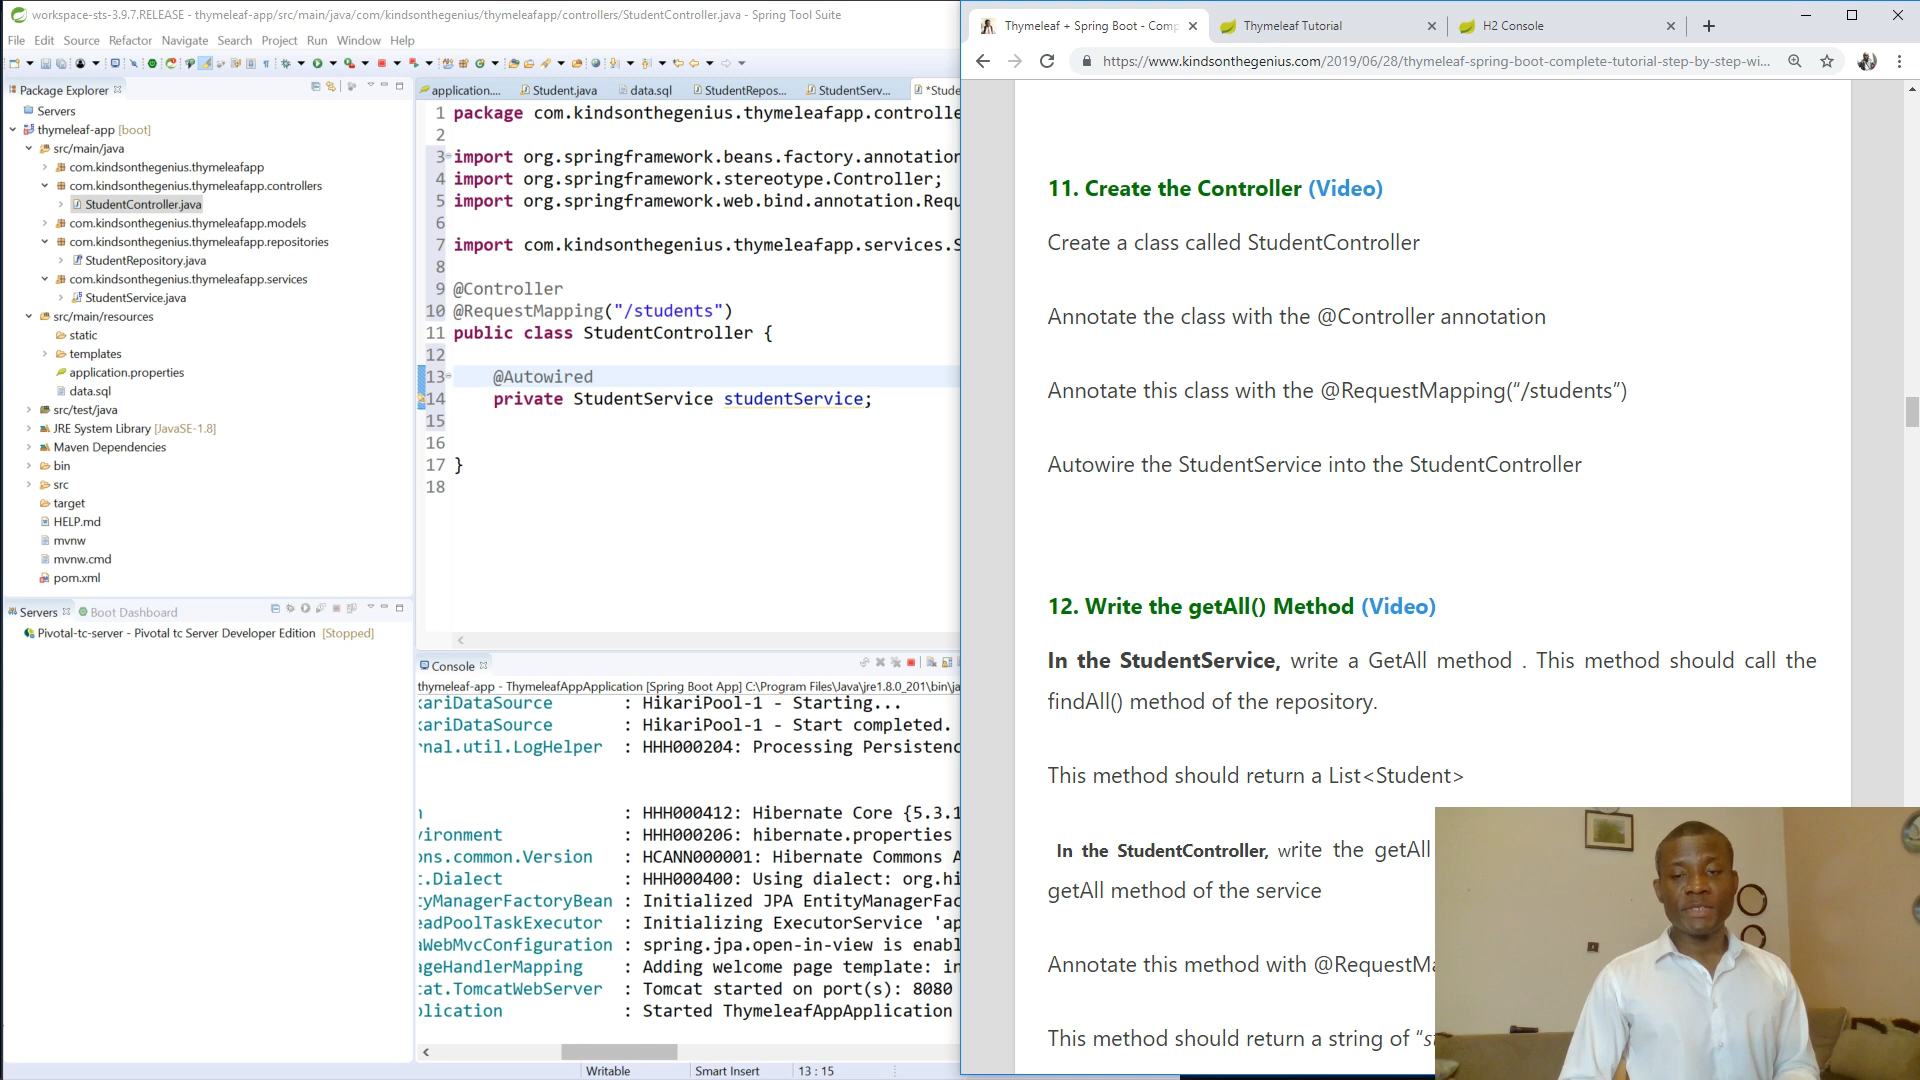 workspace-sts-3.9.7.RELEASE - thymeleaf-app/src/main/java/com/kindsonthegenius/thymeleafapp/controllers/StudentController.java - Spring Tool Suite
File Edit Source Refactor Navigate Search Project Run Window Help
Package Explorer
Servers
thymeleaf-app [boot]
src/main/java
com.kindsonthegenius.thymeleafapp
com.kindsonthegenius.thymeleafapp.controllers
StudentController.java
com.kindsonthegenius.thymeleafapp.models
com.kindsonthegenius.thymeleafapp.repositories
StudentRepository.java
com.kindsonthegenius.thymeleafapp.services
StudentService.java
src/main/resources
static
templates
application.properties
data.sql
src/test/java
JRE System Library [JavaSE-1.8]
Maven Dependencies
bin
src
target
HELP.md
mvnw
mvnw.cmd
pom.xml
Servers Boot Dashboard
Pivotal-tc-server - Pivotal tc Server Developer Edition [Stopped]
application.... Student.java data.sql StudentRepos... StudentServ... *Stude
1 package com.kindsonthegenius.thymeleafapp.controlle
2
3 import org.springframework.beans.factory.annotation
4 import org.springframework.stereotype.Controller;
5 import org.springframework.web.bind.annotation.Requ
6
7 import com.kindsonthegenius.thymeleafapp.services.S
8
9 @Controller
10 @RequestMapping("/students")
11 public class StudentController {
12
13 @Autowired
14 private StudentService studentService;
15
16
17 }
18
Console
thymeleaf-app - ThymeleafAppApplication [Spring Boot App] C:\Program Files\Java\jre1.8.0_201\bin\ja
kariDataSource : HikariPool-1 - Starting...
kariDataSource : HikariPool-1 - Start completed.
rnal.util.LogHelper : HHH000204: Processing Persistenc
: HHH000412: Hibernate Core {5.3.1
vironment : HHH000206: hibernate.properties
ons.common.Version : HCANN000001: Hibernate Commons A
t.Dialect : HHH000400: Using dialect: org.hi
tyManagerFactoryBean : Initialized JPA EntityManagerFac
eadPoolTaskExecutor : Initializing ExecutorService 'ap
aWebMvcConfiguration : spring.jpa.open-in-view is enabl
ageHandlerMapping : Adding welcome page template: in
cat.TomcatWebServer : Tomcat started on port(s): 8080
plication : Started ThymeleafAppApplication
Writable Smart Insert 13 : 15
Thymeleaf + Spring Boot - Comp Thymeleaf Tutorial H2 Console
https://www.kindsonthegenius.com/2019/06/28/thymeleaf-spring-boot-complete-tutorial-step-by-step-wi...
11. Create the Controller (Video)
Create a class called StudentController
Annotate the class with the @Controller annotation
Annotate this class with the @RequestMapping(“/students”)
Autowire the StudentService into the StudentController
12. Write the getAll() Method (Video)
In the StudentService, write a GetAll method . This method should call the
findAll() method of the repository.
This method should return a List<Student>
In the StudentController, write the getAll
getAll method of the service
Annotate this method with @RequestMa
This method should return a string of “st